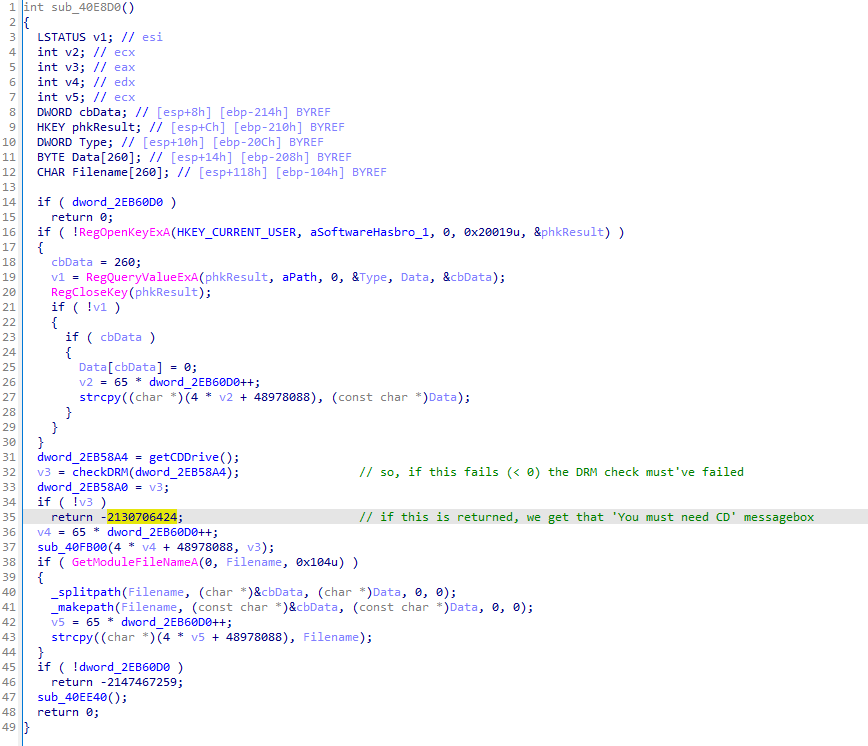 1 int sub_40E8D0()
2 {
3   LSTATUS v1; // esi
4   int v2; // ecx
5   int v3; // eax
6   int v4; // edx
7   int v5; // ecx
8   DWORD cbData; // [esp+8h] [ebp-214h] BYREF
9   HKEY phkResult; // [esp+Ch] [ebp-210h] BYREF
10   DWORD Type; // [esp+10h] [ebp-20Ch] BYREF
11   BYTE Data[260]; // [esp+14h] [ebp-208h] BYREF
12   CHAR Filename[260]; // [esp+118h] [ebp-104h] BYREF
13
14   if ( dword_2EB60D0 )
15     return 0;
16   if ( !RegOpenKeyExA(HKEY_CURRENT_USER, aSoftwareHasbro_1, 0, 0x20019u, &phkResult) )
17   {
18     cbData = 260;
19     v1 = RegQueryValueExA(phkResult, aPath, 0, &Type, Data, &cbData);
20     RegCloseKey(phkResult);
21     if ( !v1 )
22     {
23       if ( cbData )
24       {
25         Data[cbData] = 0;
26         v2 = 65 * dword_2EB60D0++;
27         strcpy((char *)(4 * v2 + 48978088), (const char *)Data);
28       }
29     }
30   }
31   dword_2EB58A4 = getCDDrive();
32   v3 = checkDRM(dword_2EB58A4); // so, if this fails (< 0) the DRM check must've failed
33   dword_2EB58A0 = v3;
34   if ( !v3 )
35     return -2130706424; // if this is returned, we get that 'You must need CD' messagebox
36   v4 = 65 * dword_2EB60D0++;
37   sub_40FB00(4 * v4 + 48978088, v3);
38   if ( GetModuleFileNameA(0, Filename, 0x104u) )
39   {
40     _splitpath(Filename, (char *)&cbData, (char *)Data, 0, 0);
41     _makepath(Filename, (const char *)&cbData, (const char *)Data, 0, 0);
42     v5 = 65 * dword_2EB60D0++;
43     strcpy((char *)(4 * v5 + 48978088), Filename);
44   }
45   if ( !dword_2EB60D0 )
46     return -2147467259;
47   sub_40EE40();
48   return 0;
49 }